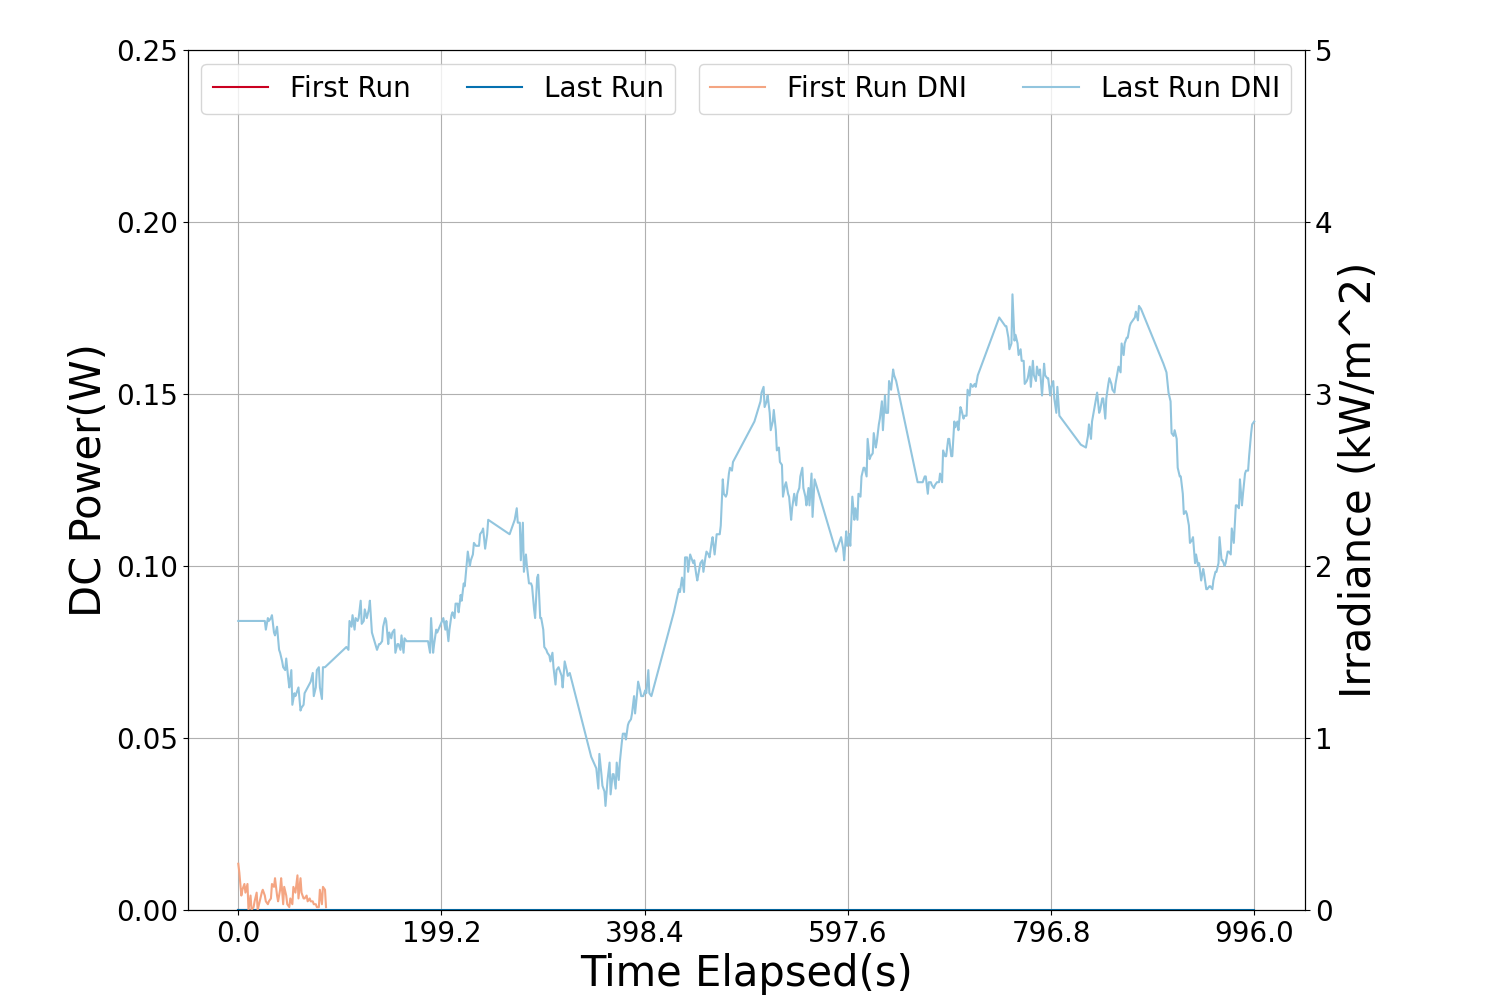 First Run
Last Run
First Run DNI
Last Run DNI
DC Power(W)
0.25
0.20
0.15
0.10
0.05
0.00
5
4
3
2
1
0
Irradiance (kW/m^2)
0.0 199.2 398.4 597.6 796.8 996.0
Time Elapsed(s)